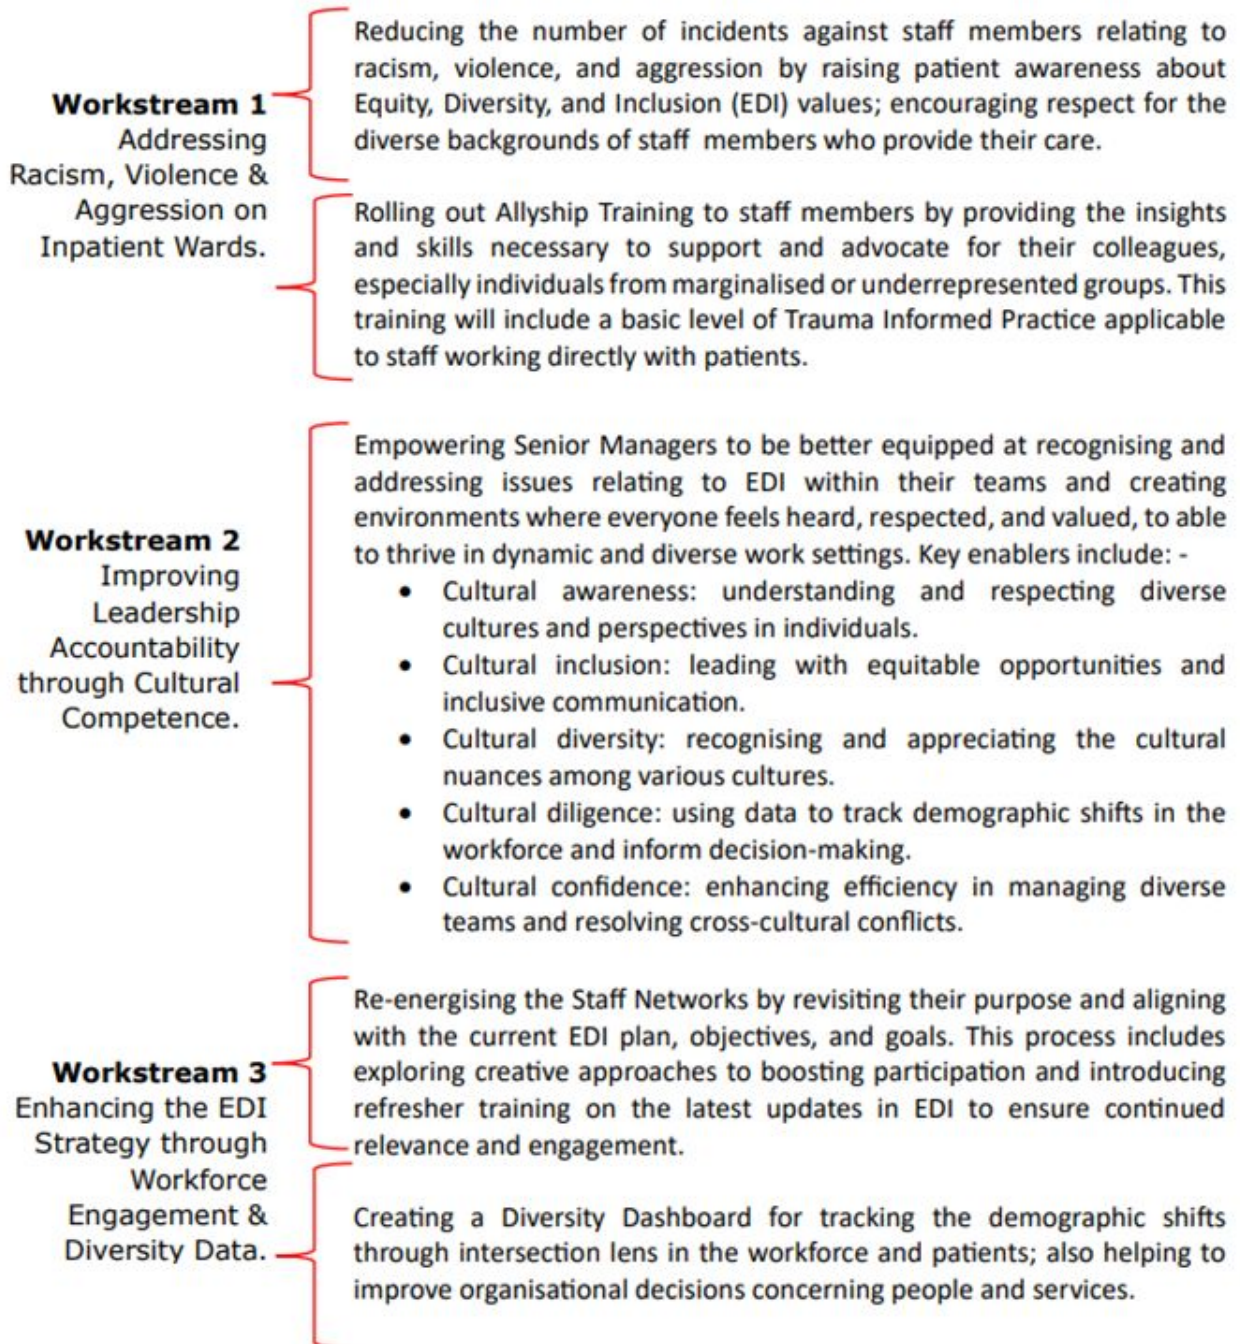 Workstream 1
Addressing
Racism, Violence &
Aggression on
Inpatient Wards.
Reducing the number of incidents against staff members relating to
racism, violence, and aggression by raising patient awareness about
Equity, Diversity, and Inclusion (EDI) values; encouraging respect for the
diverse backgrounds of staff members who provide their care.
Rolling out Allyship Training to staff members by providing the insights
and skills necessary to support and advocate for their colleagues,
especially individuals from marginalised or underrepresented groups. This
training will include a basic level of Trauma Informed Practice applicable
to staff working directly with patients.
Workstream 2
Improving
Leadership
Accountability
through Cultural
Competence.
Empowering Senior Managers to be better equipped at recognising and
addressing issues relating to EDI within their teams and creating
environments where everyone feels heard, respected, and valued, to able
to thrive in dynamic and diverse work settings. Key enablers include: -
• Cultural awareness: understanding and respecting diverse
cultures and perspectives in individuals.
• Cultural inclusion: leading with equitable opportunities and
inclusive communication.
• Cultural diversity: recognising and appreciating the cultural
nuances among various cultures.
• Cultural diligence: using data to track demographic shifts in the
workforce and inform decision-making.
• Cultural confidence: enhancing efficiency in managing diverse
teams and resolving cross-cultural conflicts.
Workstream 3
Enhancing the EDI
Strategy through
Workforce
Engagement &
Diversity Data.
Re-energising the Staff Networks by revisiting their purpose and aligning
with the current EDI plan, objectives, and goals. This process includes
exploring creative approaches to boosting participation and introducing
refresher training on the latest updates in EDI to ensure continued
relevance and engagement.
Creating a Diversity Dashboard for tracking the demographic shifts
through intersection lens in the workforce and patients; also helping to
improve organisational decisions concerning people and services.